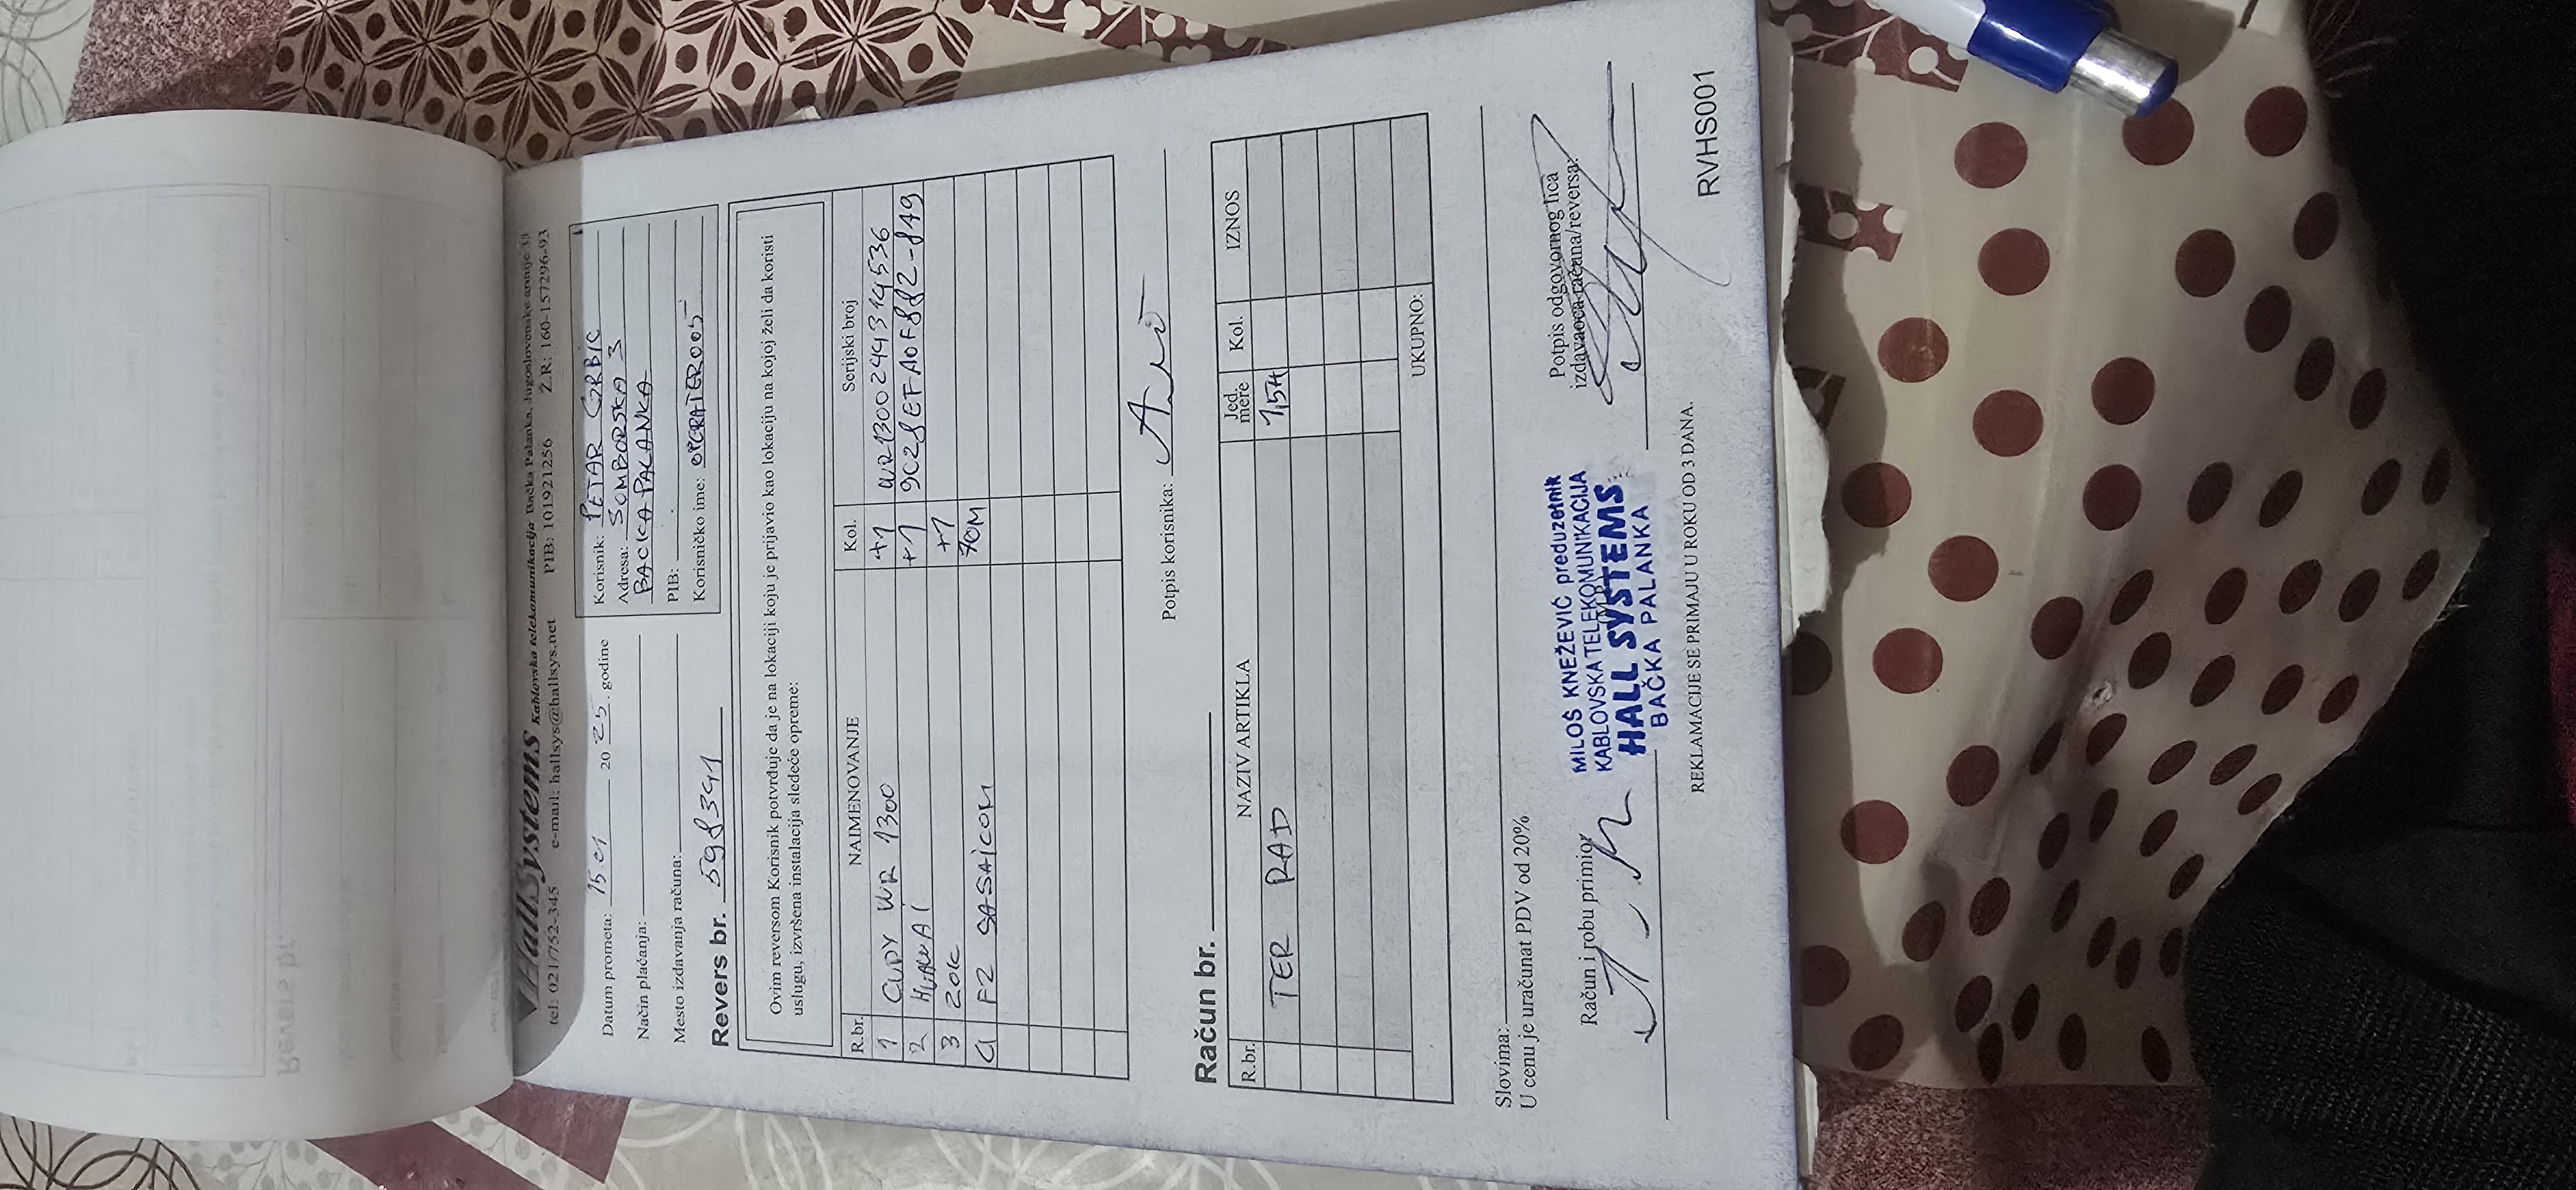 HallSystems Kablovska telekomunikacija Bačka Palanka, Jugoslovenske armije
tel: 021/752-345 e-mail: hallsys@hallsys.net PIB: 101921256 Ž.R: 160-157296-93
Datum prometa: 15.01 20 25. godine
Način plaćanja:
Mesto izdavanja računa:
Korisnik: PETAR GRBIC
Adresa: SOMBORSKA 3
BACKA PALANKA
PIB:
Korisničko ime: OPERATER005
Revers br. 598341
Ovim reversom Korisnik potvrđuje da je na lokaciji koju je prijavio kao lokaciju na kojoj želi da koristi
uslugu, izvršena instalacija sledeće opreme:
R.br. NAIMENOVANJE Kol. Serijski broj
1 CUDY WR 1300 +1 WR1300244314536
2 HUAWEI +1
3 ZOK +1
4 F2 SA SAJCOM 70M
Potpis korisnika:
Račun br.
R.br. NAZIV ARTIKLA Jed. mere Kol. IZNOS
TER RAD 1,5H
UKUPNO:
Slovima:
U cenu je uračunat PDV od 20%
Račun i robu primio:
MILOŠ KNEŽEVIĆ preduzetnik
KABLOVSKA TELEKOMUNIKACIJA
HALL SYSTEMS
BAČKA PALANKA
Potpis odgovornog lica
izdavaoca računa/reversa:
REKLAMACIJE SE PRIMAJU U ROKU OD 3 DANA.
RVHS001